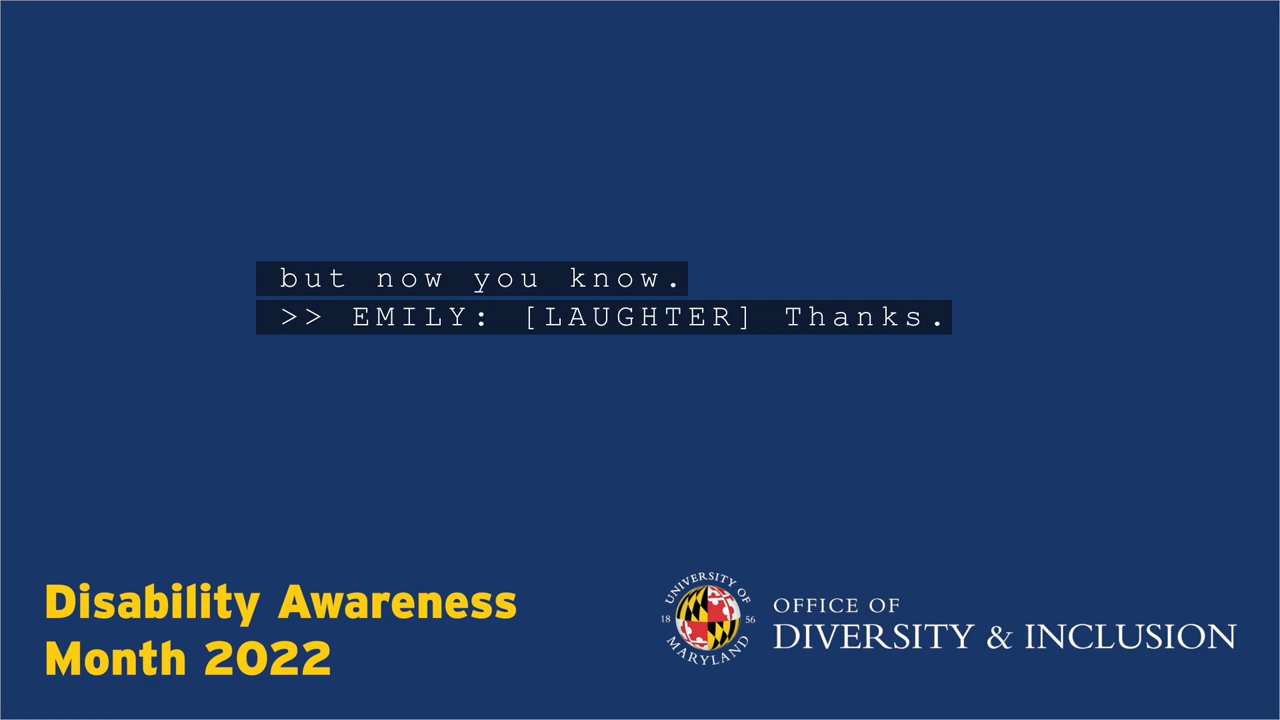 but now you know.
>> EMILY: [LAUGHTER] Thanks.
Disability Awareness
Month 2022
UNIVERSITY OF
18 56
MARYLAND
OFFICE OF
DIVERSITY & INCLUSION